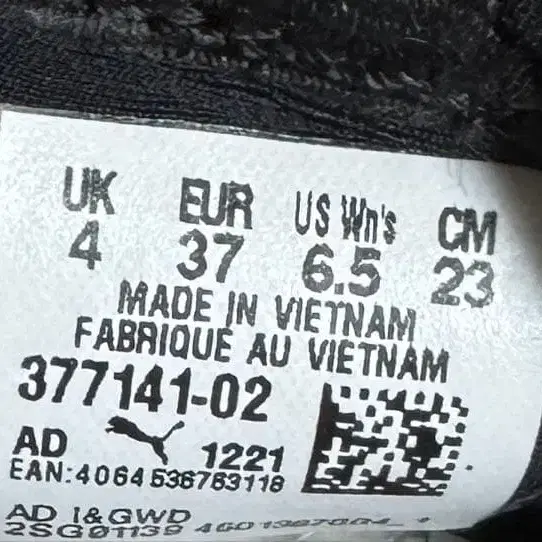 UK EUR US Wn's CM
4 37 6.5 23
MADE IN VIETNAM
FABRIQUE AU VIETNAM
377141-02
AD 1221
EAN:4064536763118
AD I&GWD
2SG01139